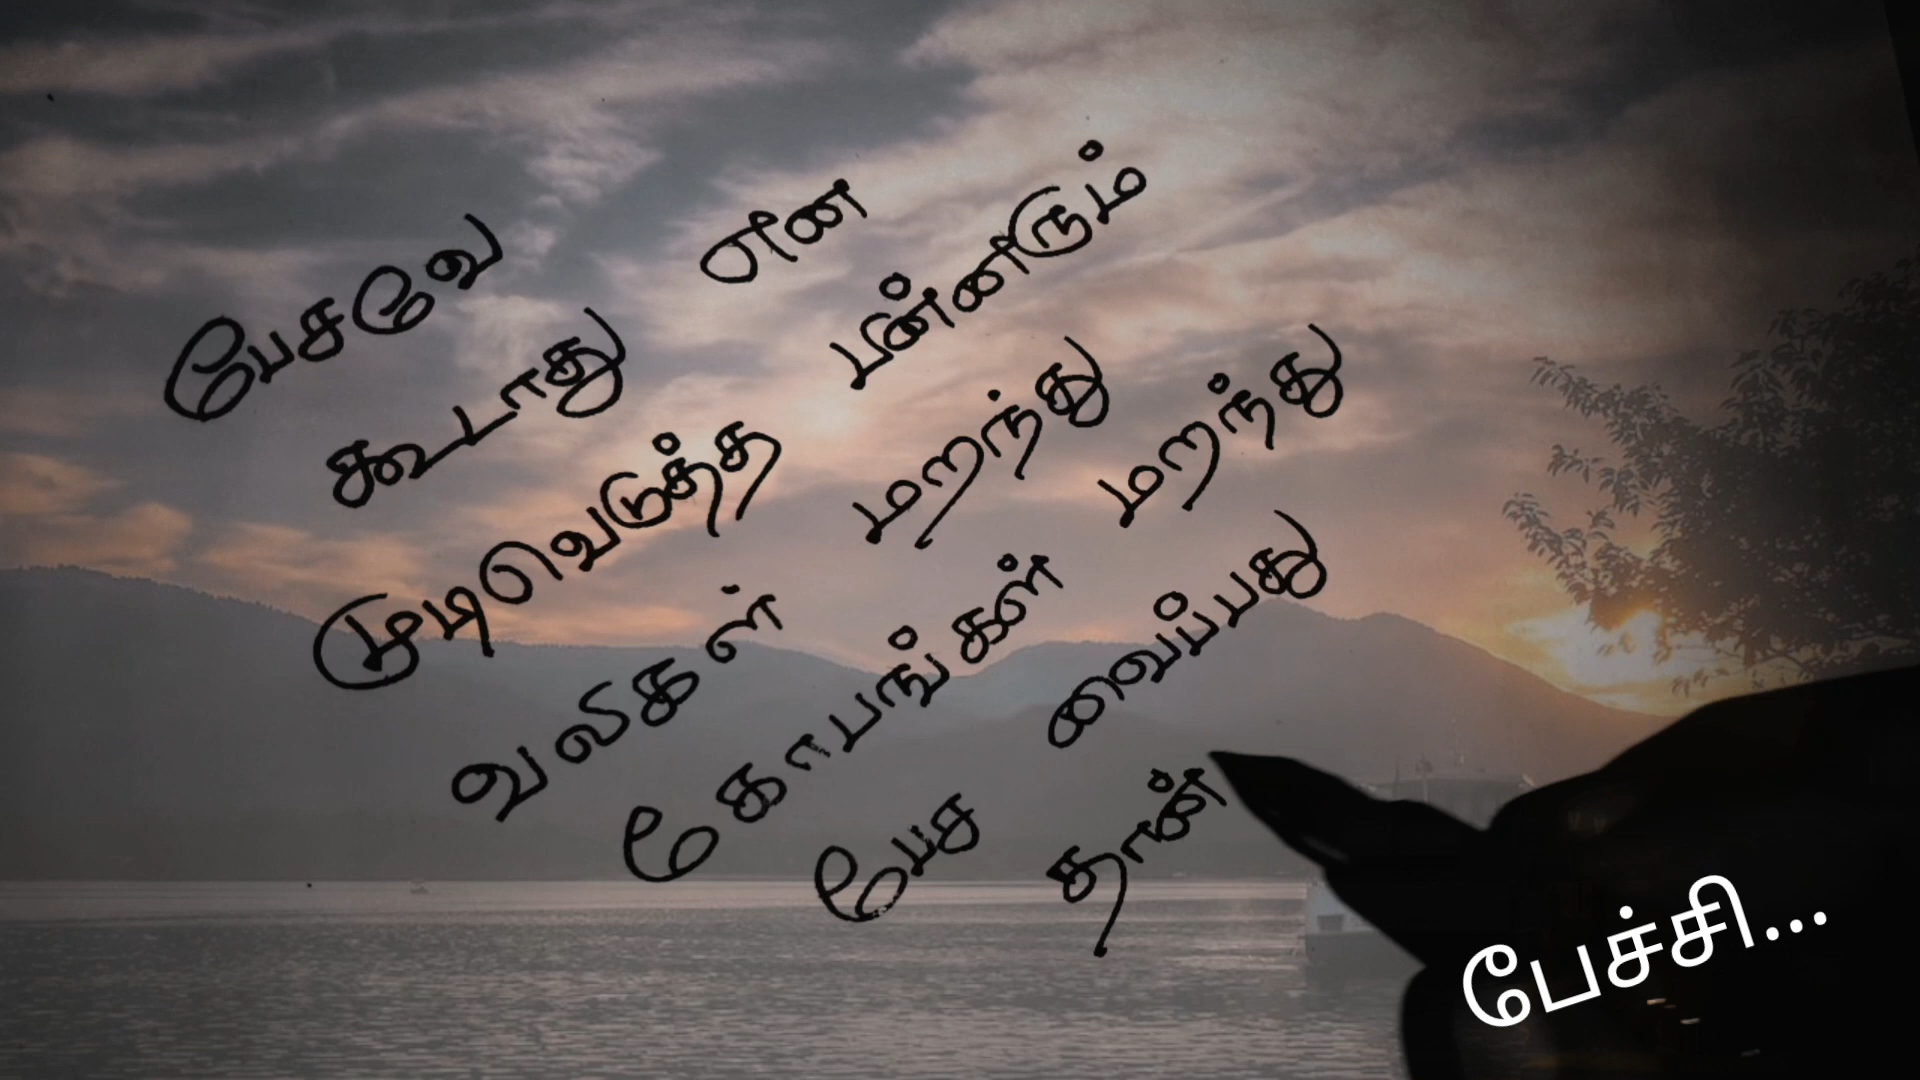 பேசவே
கூடாது என
முடிவெடுத்த பின்னரும்
வலிகள் மறந்து
கோபங்கள் மறந்து
பேச வைப்பது
தான்
பேச்சி...